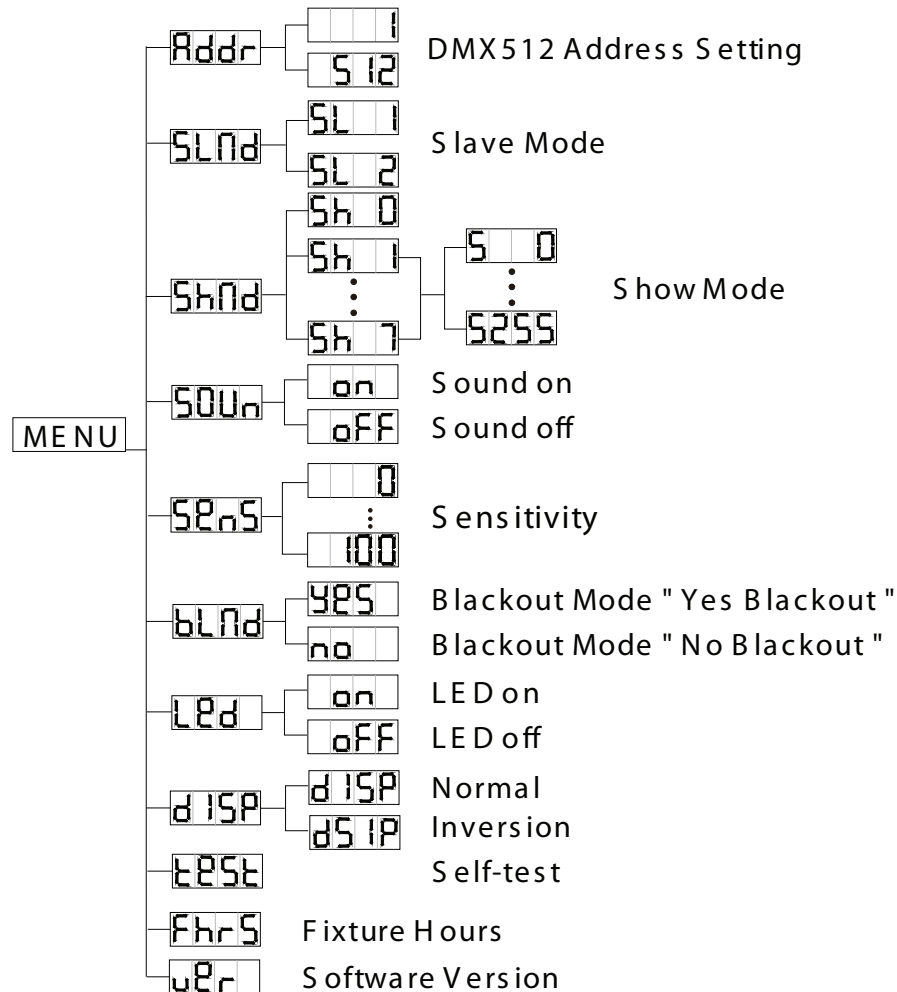 Addr
1
512
DMX512 Address Setting
SLMd
SL 1
SL 2
Slave Mode
ShMd
Sh 0
Sh 1
Sh 7
S 0
S255
Show Mode
SOUn
on
oFF
Sound on
Sound off
MENU
SenS
0
100
Sensitivity
bLMd
yes
no
Blackout Mode "Yes Blackout"
Blackout Mode "No Blackout"
Led
on
oFF
LED on
LED off
dISP
dISP
dSIP
Normal
Inversion
teSt
Self-test
FhrS
Fixture Hours
ver
Software Version